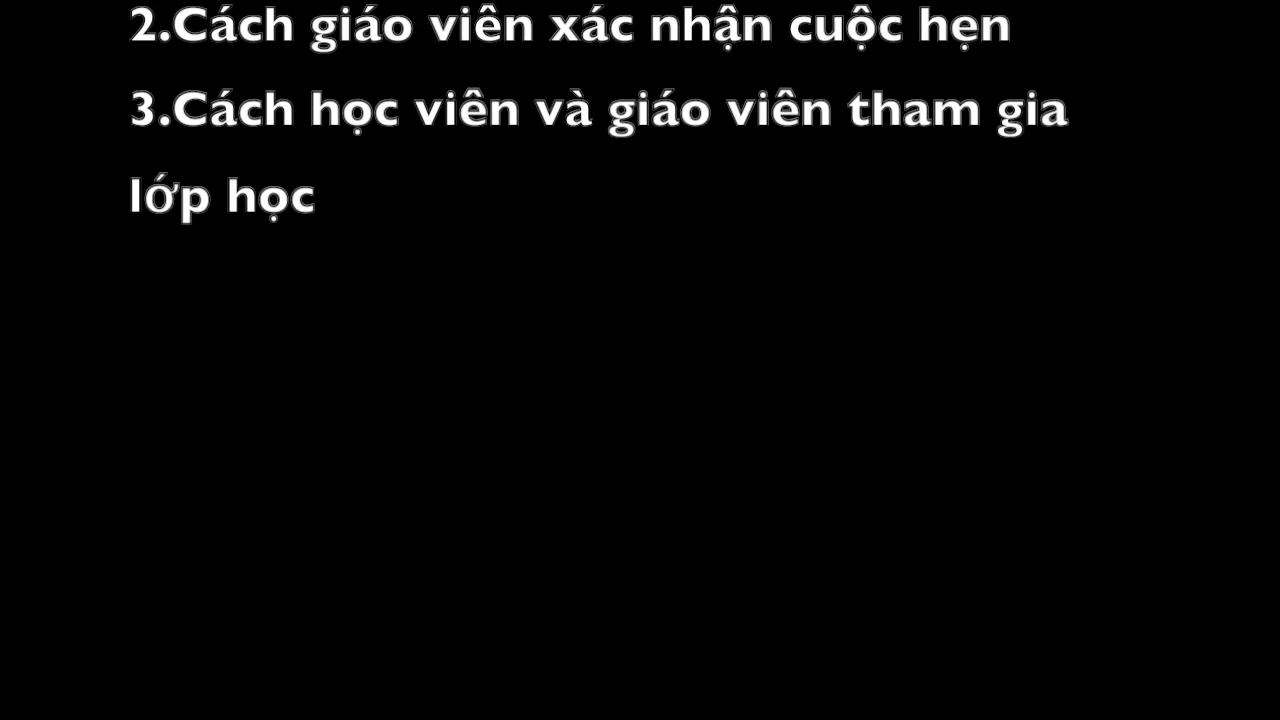 2.Cách giáo viên xác nhận cuộc hẹn
3.Cách học viên và giáo viên tham gia
lớp học